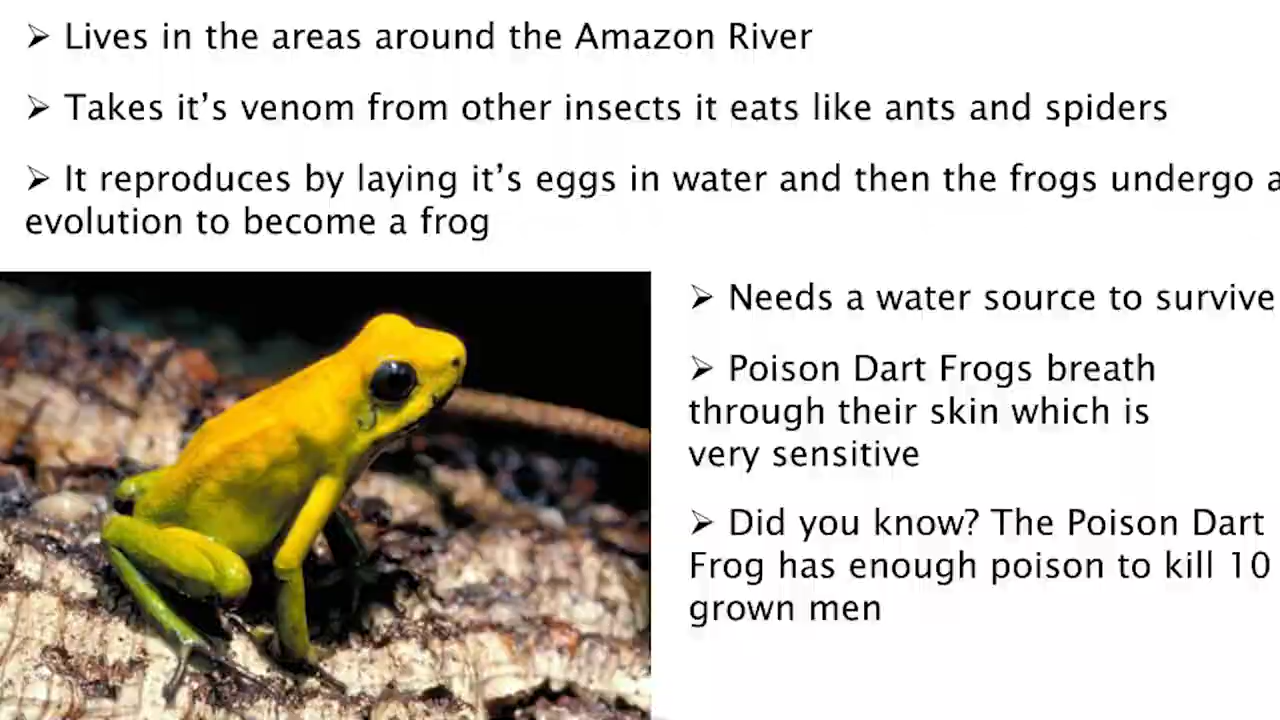 ➢ Lives in the areas around the Amazon River
➢ Takes it’s venom from other insects it eats like ants and spiders
➢ It reproduces by laying it’s eggs in water and then the frogs undergo a
evolution to become a frog
➢ Needs a water source to survive
➢ Poison Dart Frogs breath
through their skin which is
very sensitive
➢ Did you know? The Poison Dart
Frog has enough poison to kill 10
grown men